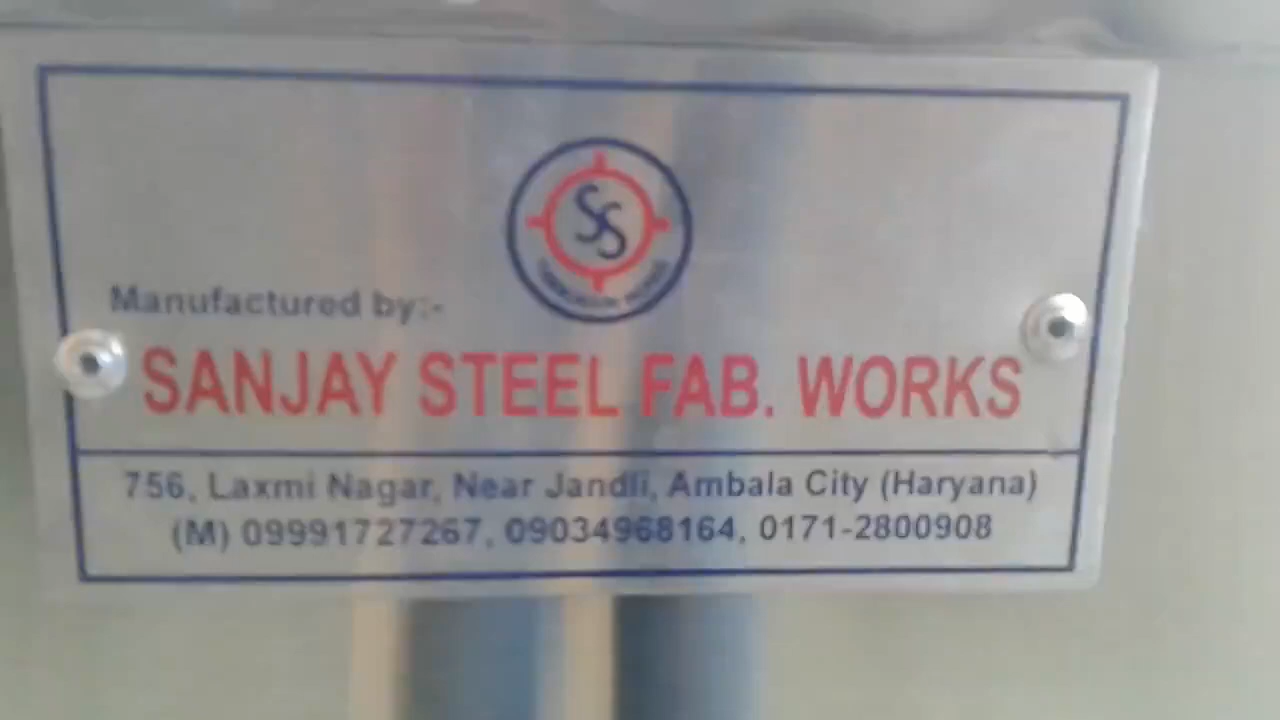 SS
Manufactured by:-
SANJAY STEEL FAB. WORKS
756, Laxmi Nagar, Near Jandli, Ambala City (Haryana)
(M) 09991727267, 09034968164, 0171-2800908